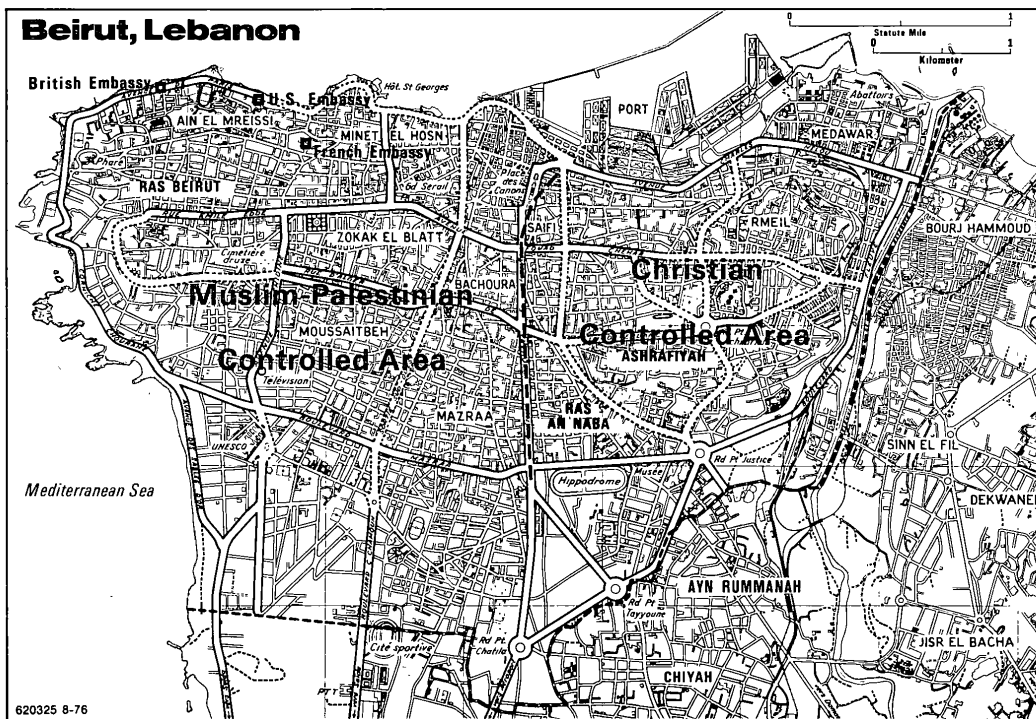 Beirut, Lebanon
0 1
Statute Mile
0 1
Kilometer
British Embassy
U.S. Embassy
Hôt. St Georges
AIN EL MREISSI
MINET EL HOSN
French Embassy
PORT
Abattoirs
MEDAWAR
Phare
RAS BEIRUT
Gd Serail
Place des Canons
AVENUE
SAIFI
RMEIL
BOURJ HAMMOUD
ZOKAK EL BLATT
Cimetière druze
BACHOURA
Christian
Muslim-Palestinian
MOUSSAITBEH
Controlled Area
Controlled Area
ASHRAFIYAH
Télévision
MAZRAA
RAS
AN NABA
UNESCO
SINN EL FIL
Musée
Rd Pt Justice
Hippodrome
Mediterranean Sea
DEKWANEH
AYN RUMMANAH
Rd Pt
Tayyoune
Rd Pt
Chatila
Cité sportive
JISR EL BACHA
CHIYAH
PTT
620325 8-76